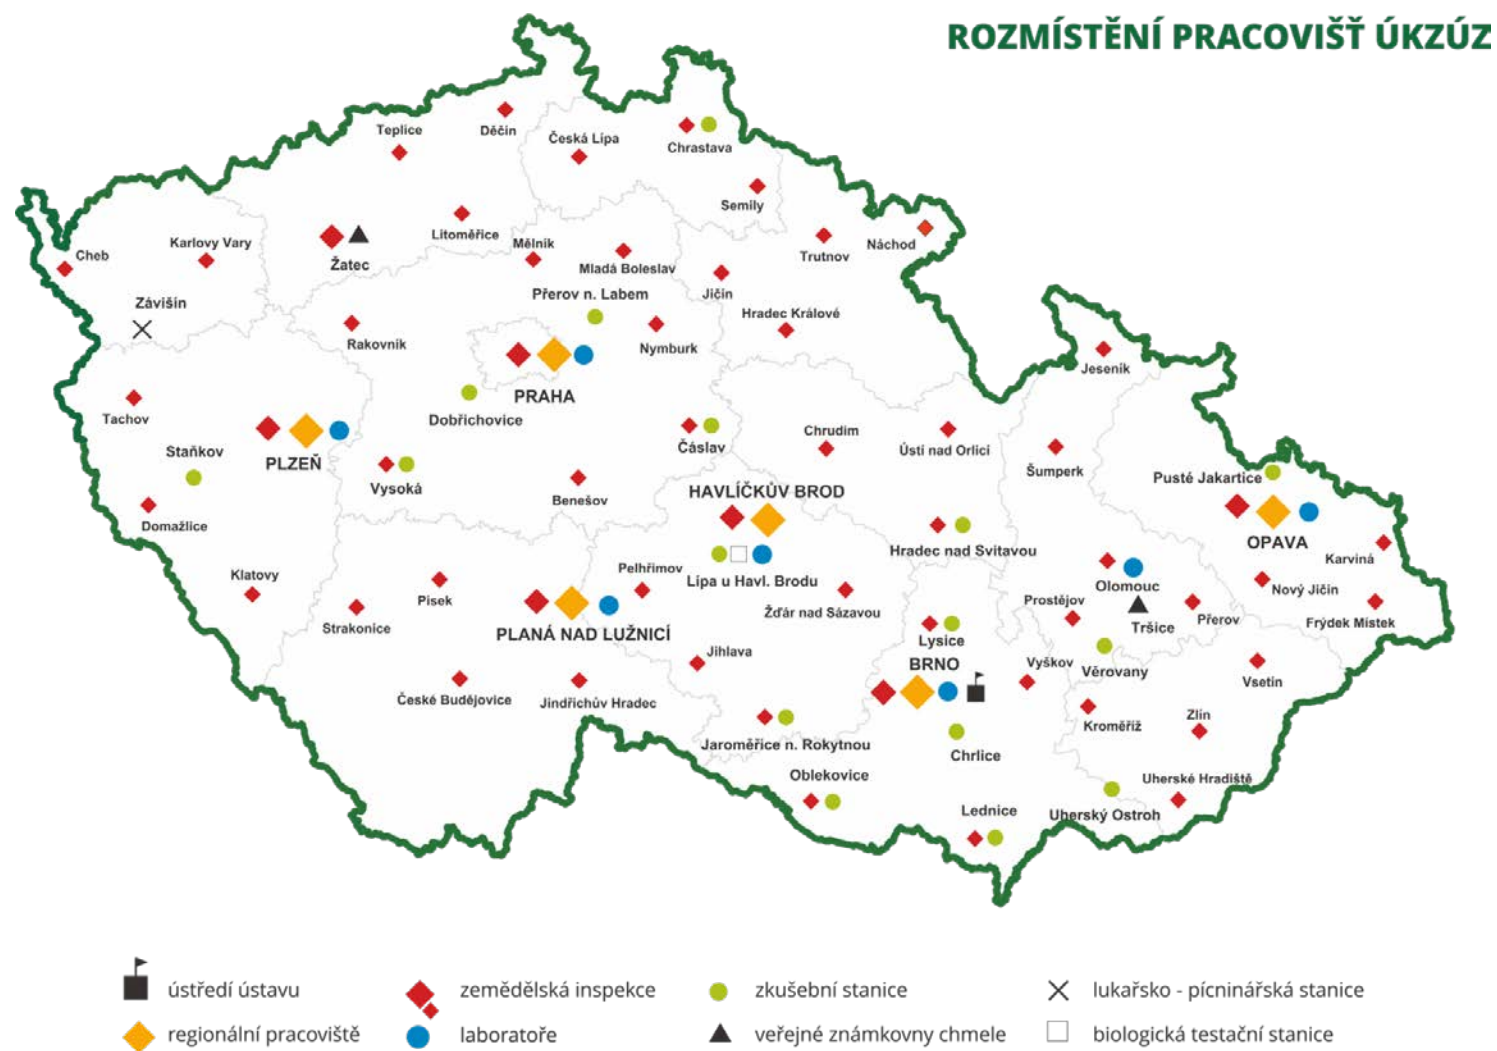 ROZMÍSTĚNÍ PRACOVIŠŤ ÚKZÚZ
Teplice
Děčín
Česká Lípa
Chrastava
Semily
Litoměřice
Žatec
Karlovy Vary
Cheb
Závišín
Mělník
Mladá Boleslav
Jičín
Trutnov
Náchod
Přerov n. Labem
Hradec Králové
Rakovník
Nymburk
PRAHA
Jeseník
Tachov
Dobřichovice
Staňkov
PLZEŇ
Čáslav
Chrudim
Ústí nad Orlicí
Šumperk
Pusté Jakartice
Vysoká
Benešov
HAVLÍČKŮV BROD
Domažlice
Hradec nad Svitavou
OPAVA
Karviná
Klatovy
Písek
Pelhřimov
Lípa u Havl. Brodu
Olomouc
Nový Jičín
Strakonice
PLANÁ NAD LUŽNICÍ
Žďár nad Sázavou
Prostějov
Tršice
Přerov
Frýdek Místek
Lysice
Jihlava
BRNO
Vyškov
Věrovany
Vsetín
České Budějovice
Jindřichův Hradec
Kroměříž
Zlín
Jaroměřice n. Rokytnou
Chrlice
Oblekovice
Uherské Hradiště
Lednice
Uherský Ostroh
ústředí ústavu
zemědělská inspekce
zkušební stanice
lukařsko - pícninářská stanice
regionální pracoviště
laboratoře
veřejné známkovny chmele
biologická testační stanice